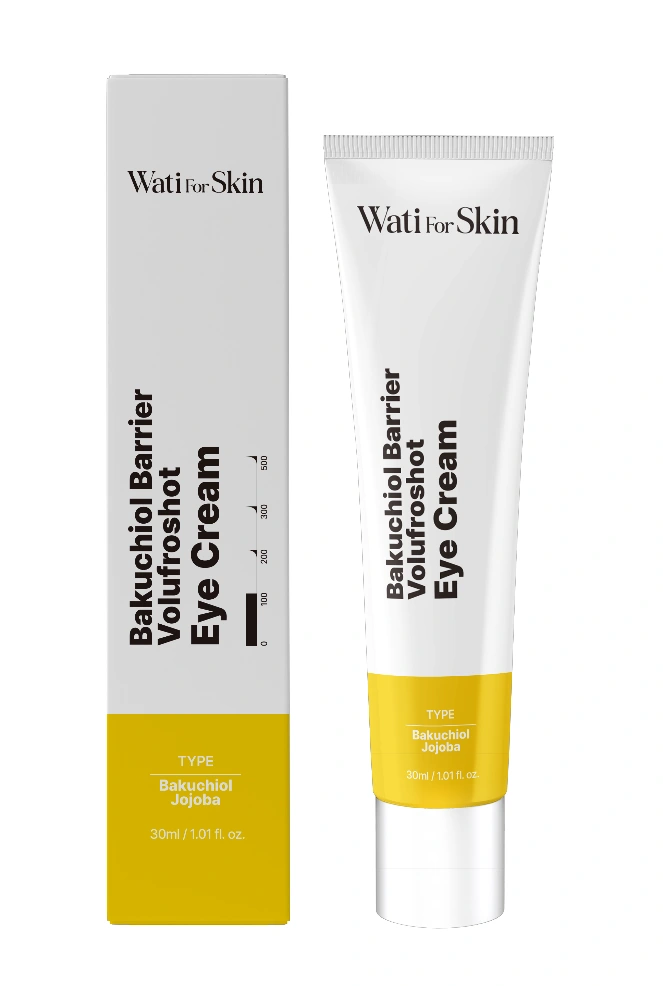 Wati For Skin
Bakuchiol Barrier
Volufroshot
Eye Cream
500
300
200
100
0
TYPE
Bakuchiol
Jojoba
30ml / 1.01 fl. oz.
Wati For Skin
Bakuchiol Barrier
Volufroshot
Eye Cream
TYPE
Bakuchiol
Jojoba
30ml / 1.01 fl. oz.